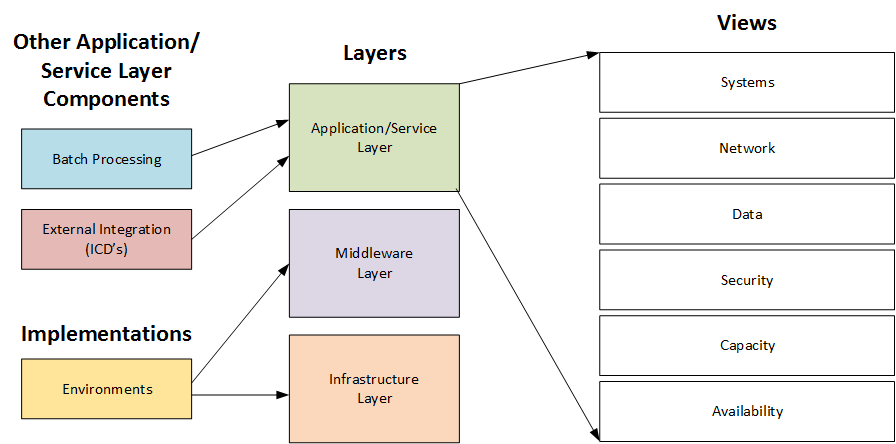 Other Application/
Service Layer
Components
Batch Processing
External Integration
(ICD's)
Implementations
Environments
Layers
Application/Service
Layer
Middleware
Layer
Infrastructure
Layer
Views
Systems
Network
Data
Security
Capacity
Availability